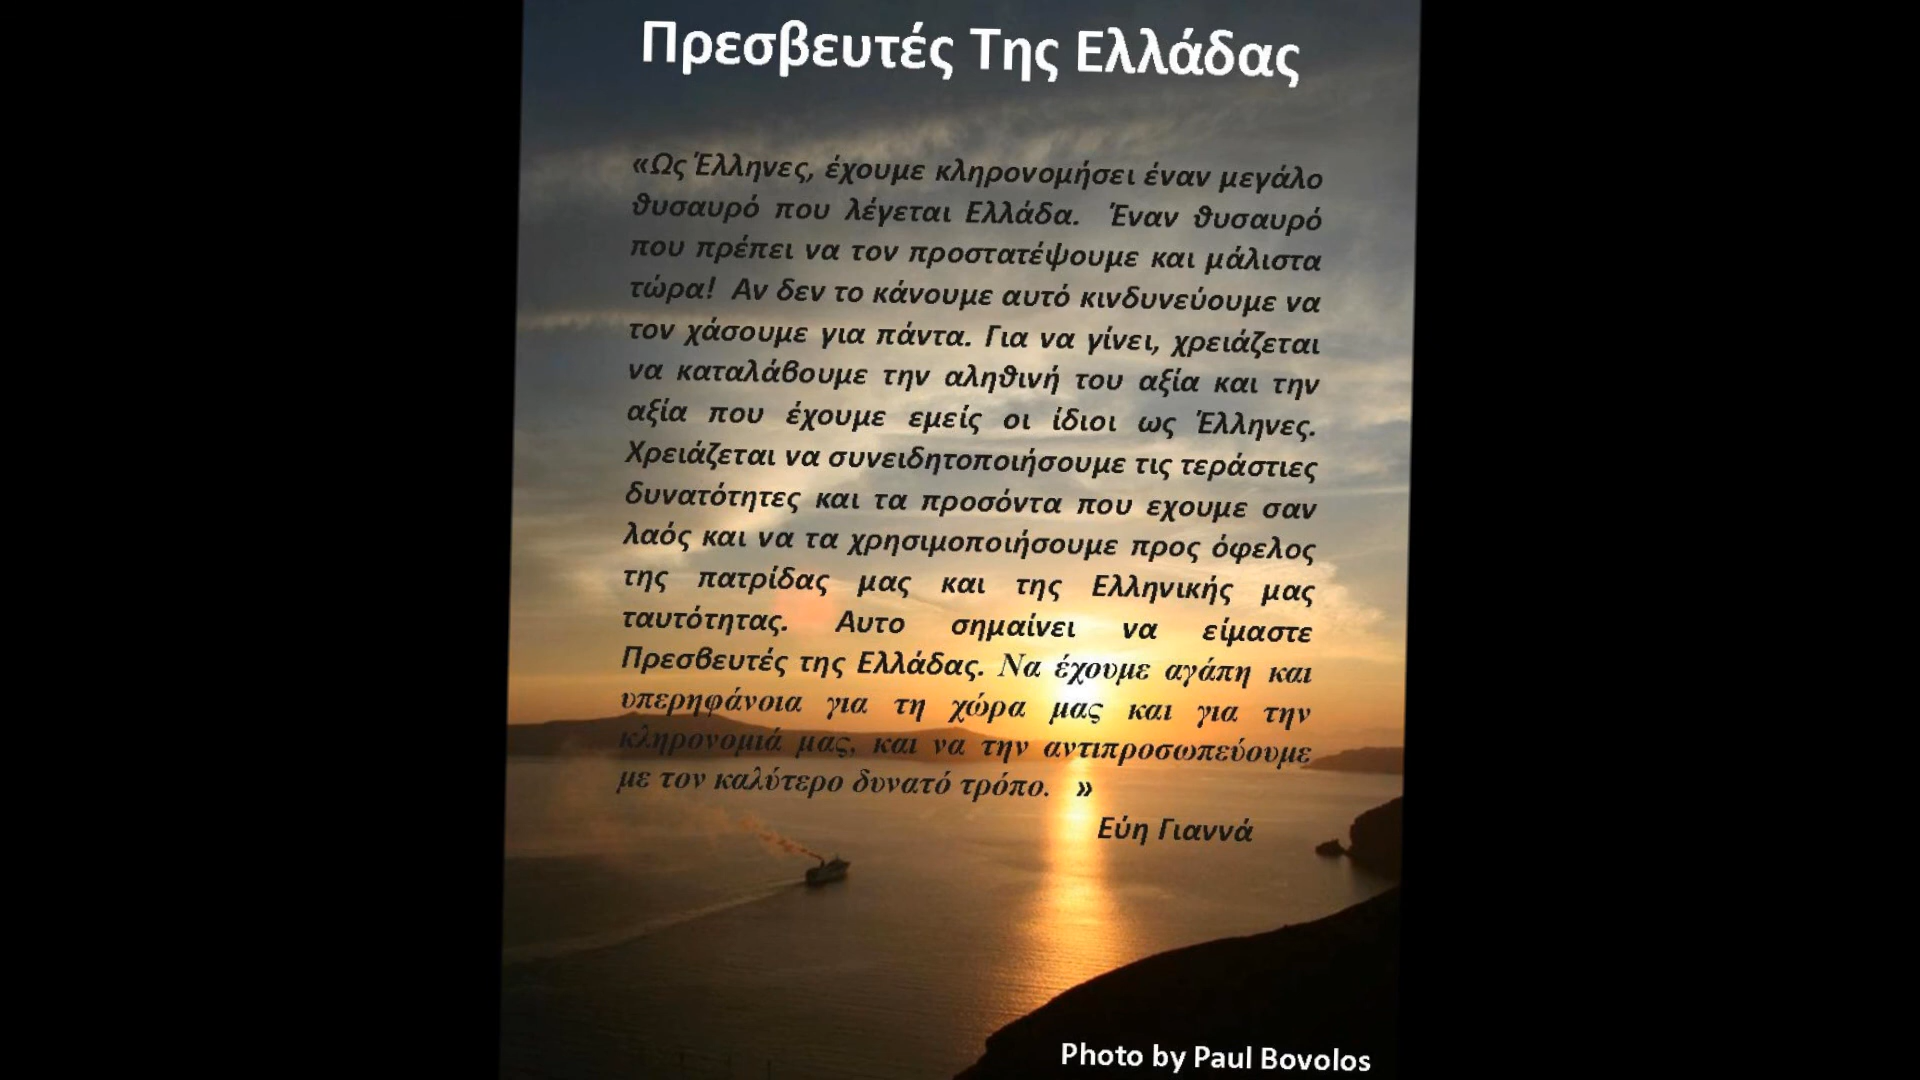 Πρεσβευτές Της Ελλάδας
«Ως Έλληνες, έχουμε κληρονομήσει έναν μεγάλο
θυσαυρό που λέγεται Ελλάδα. Έναν θυσαυρό
που πρέπει να τον προστατέψουμε και μάλιστα
τώρα! Αν δεν το κάνουμε αυτό κινδυνεύουμε να
τον χάσουμε για πάντα. Για να γίνει, χρειάζεται
να καταλάβουμε την αληθινή του αξία και την
αξία που έχουμε εμείς οι ίδιοι ως Έλληνες.
Χρειάζεται να συνειδητοποιήσουμε τις τεράστιες
δυνατότητες και τα προσόντα που εχουμε σαν
λαός και να τα χρησιμοποιήσουμε προς όφελος
της πατρίδας μας και της Ελληνικής μας
ταυτότητας. Αυτο σημαίνει να είμαστε
Πρεσβευτές της Ελλάδας. Να έχουμε αγάπη και
υπερηφάνοια για τη χώρα μας και για την
κληρονομιά μας, και να την αντιπροσωπεύουμε
με τον καλύτερο δυνατό τρόπο. »
Εύη Γιαννά
Photo by Paul Bovolos